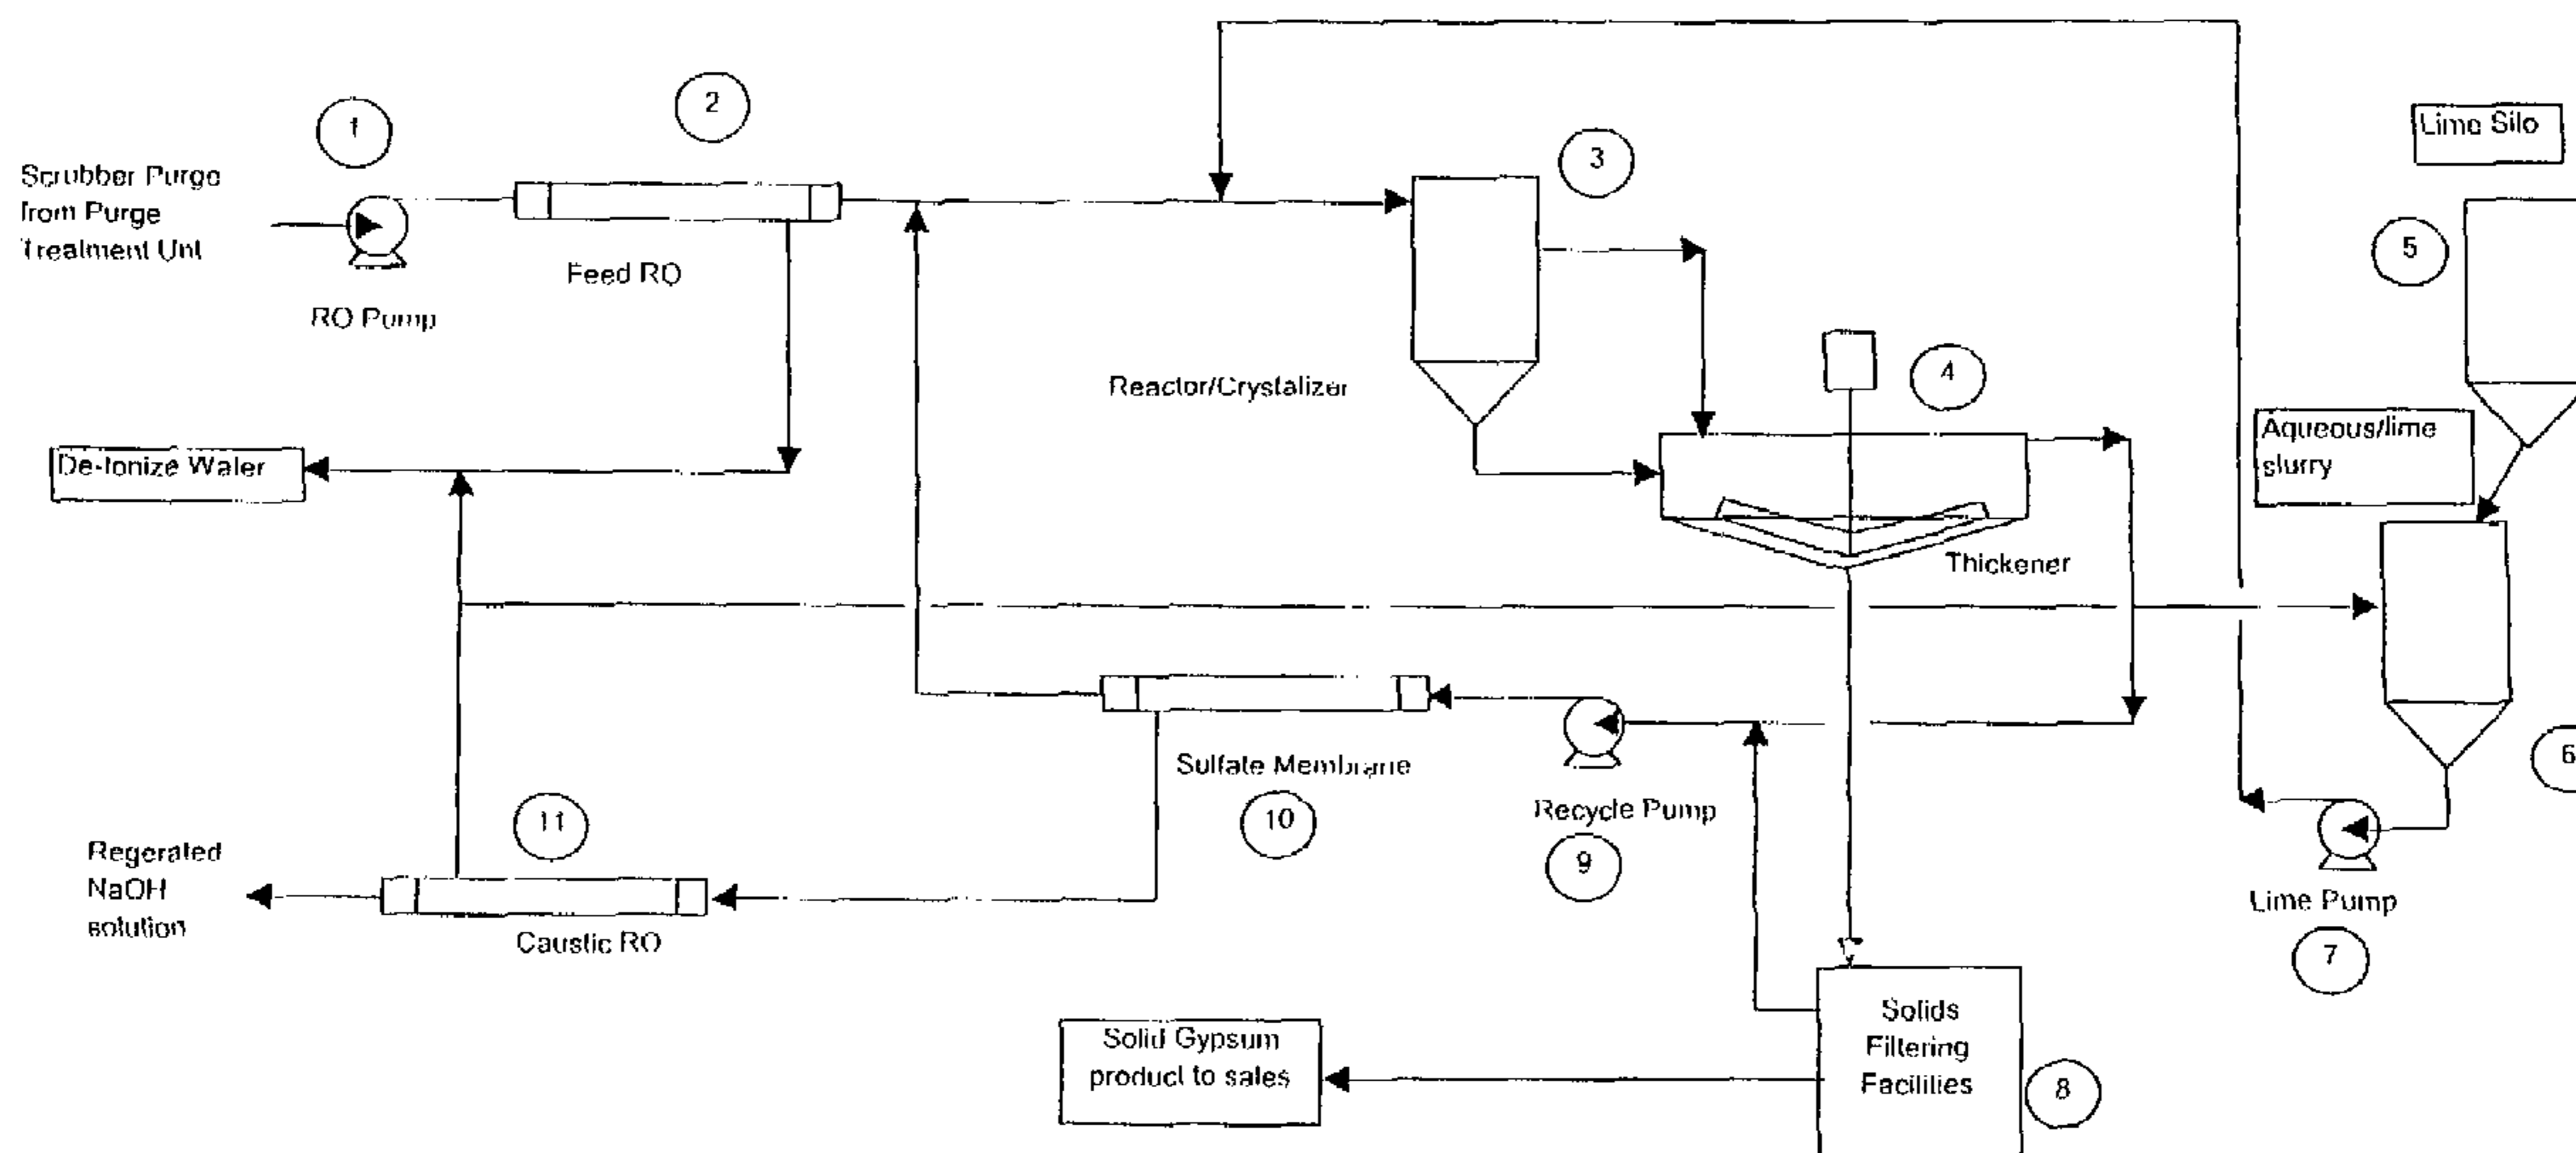 1
2
Scrubber Purge
from Purge
Treatment Unt
RO Pump
Feed RO
3
Lime Silo
5
Reactor/Crystalizer
4
De-Ionize Water
Aqueous/lime
slurry
Thickener
6
Sulfate Membrane
10
Recycle Pump
9
11
Regerated
NaOH
solution
Caustic RO
Lime Pump
7
Solid Gypsum
product to sales
Solids
Filtering
Facilities
8